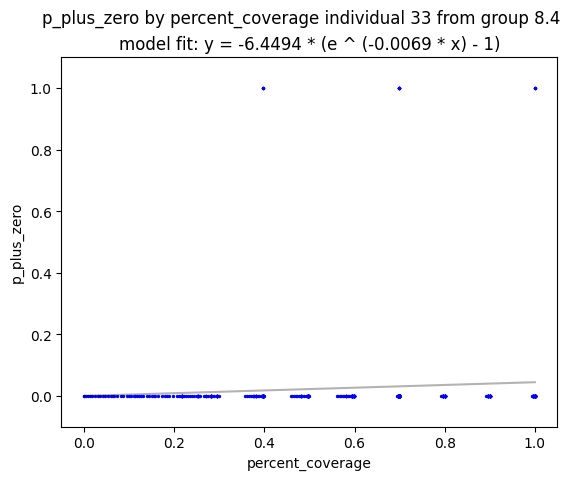 p_plus_zero by percent_coverage individual 33 from group 8.4
model fit: y = -6.4494 * (e ^ (-0.0069 * x) - 1)
1.0
0.8
0.6
0.4
0.2
0.0
p_plus_zero
0.0 0.2 0.4 0.6 0.8 1.0
percent_coverage